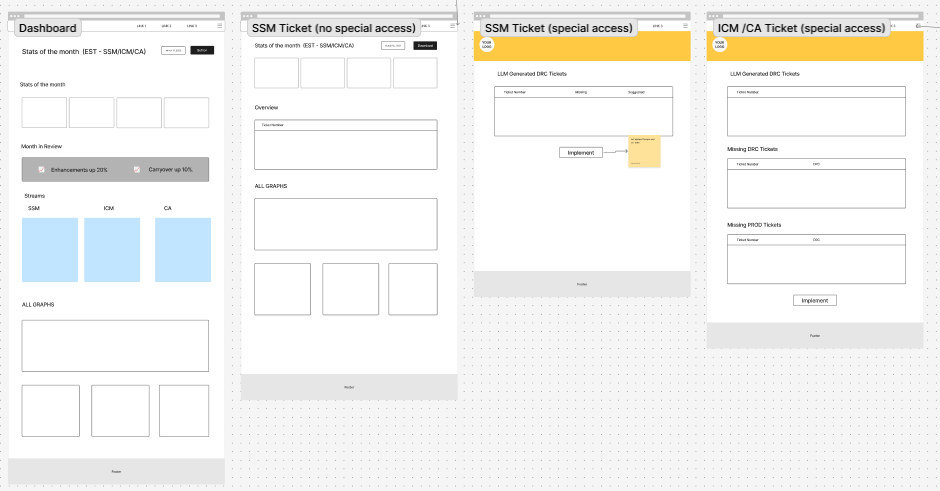 Dashboard
LINK 1 LINK 2 LINK 3
Stats of the month (EST - SSM/ICM/CA)
Button
Stats of the month
Month in Review
Enhancements up 20%
Carryover up 10%
Streams
SSM ICM CA
ALL GRAPHS
Footer
SSM Ticket (no special access)
Stats of the month (EST - SSM/ICM/CA)
Download
Overview
Ticket Number
ALL GRAPHS
Footer
SSM Ticket (special access)
YOUR
LOGO
LINK 3
LLM Generated DRC Tickets
Ticket Number Missing Suggested
Implement
Footer
ICM /CA Ticket (special access)
YOUR
LOGO
LLM Generated DRC Tickets
Ticket Number
Missing DRC Tickets
Ticket Number DRC
Missing PROD Tickets
Ticket Number DRC
Implement
Footer